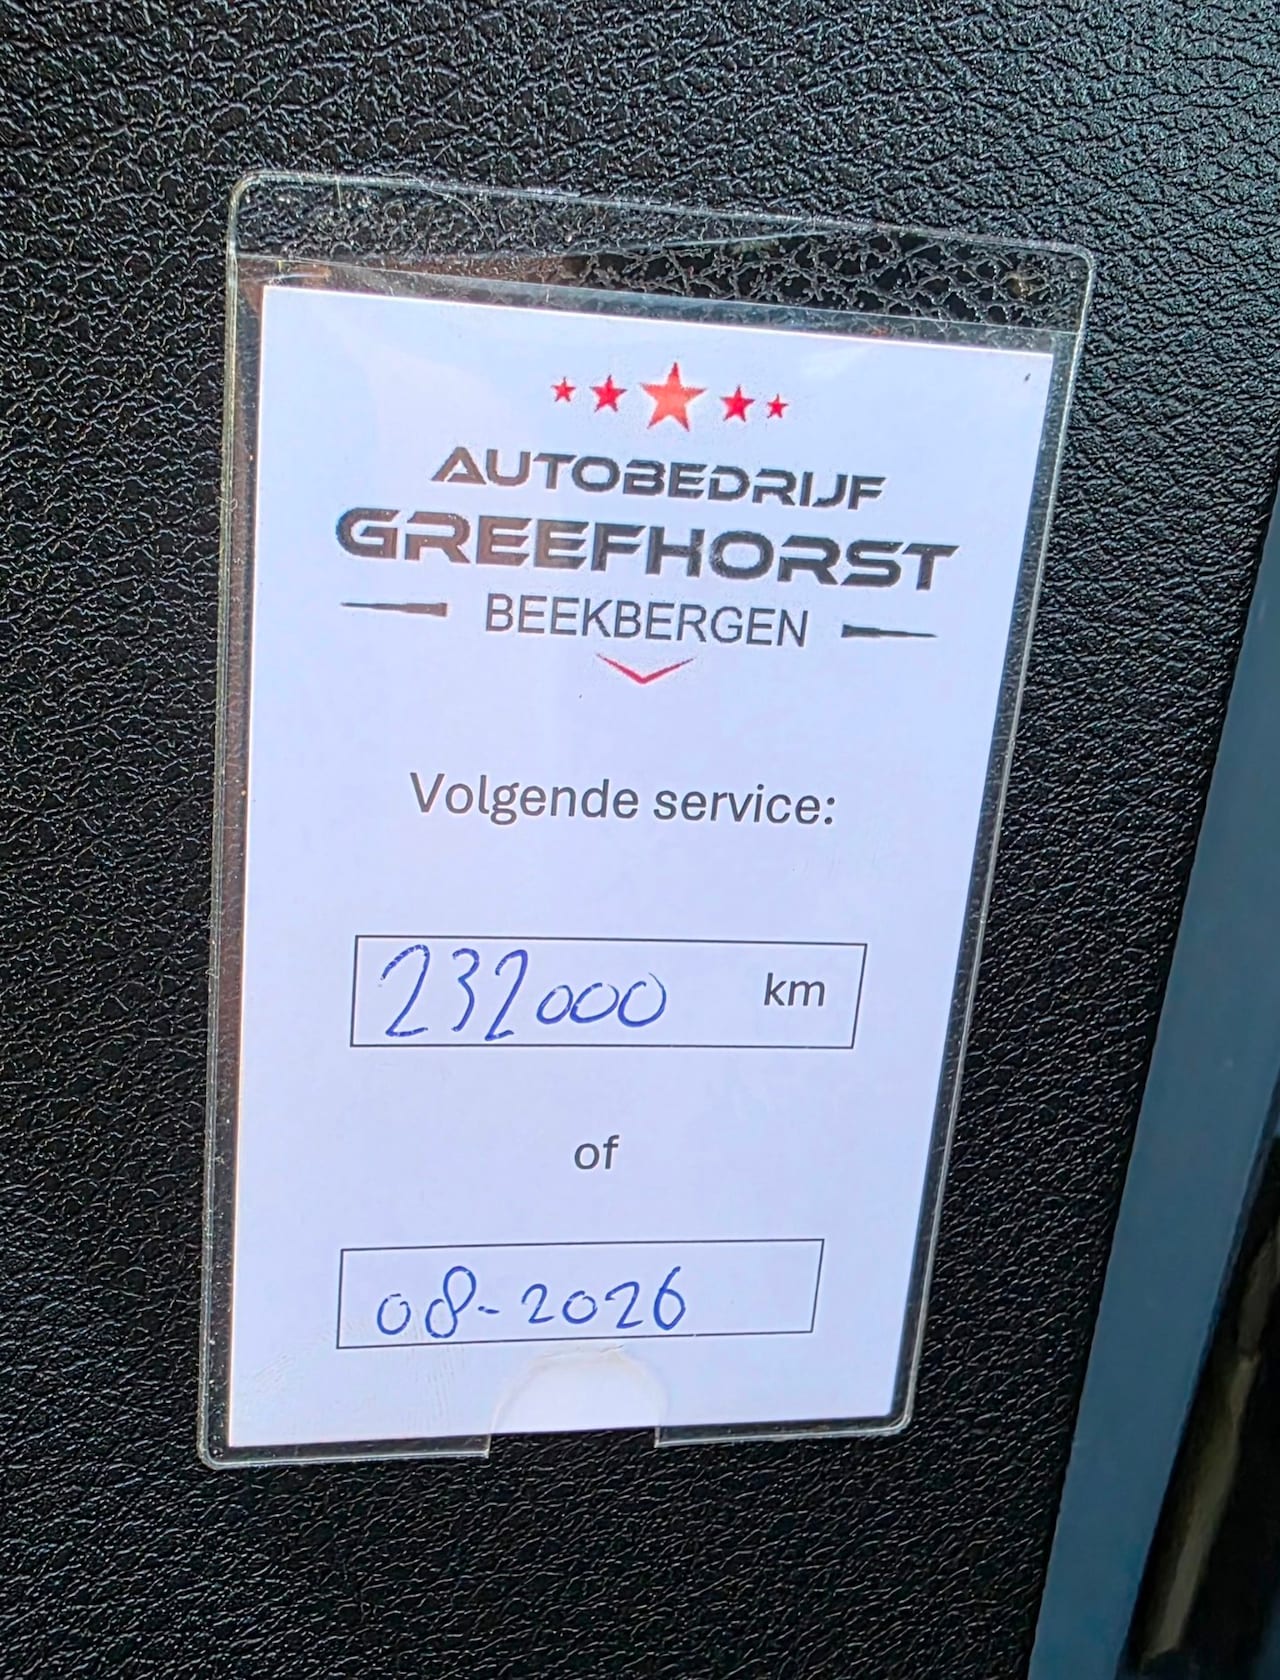 AUTOBEDRIJF
GREEFHORST
BEEKBERGEN
Volgende service:
232000 km
of
08-2026